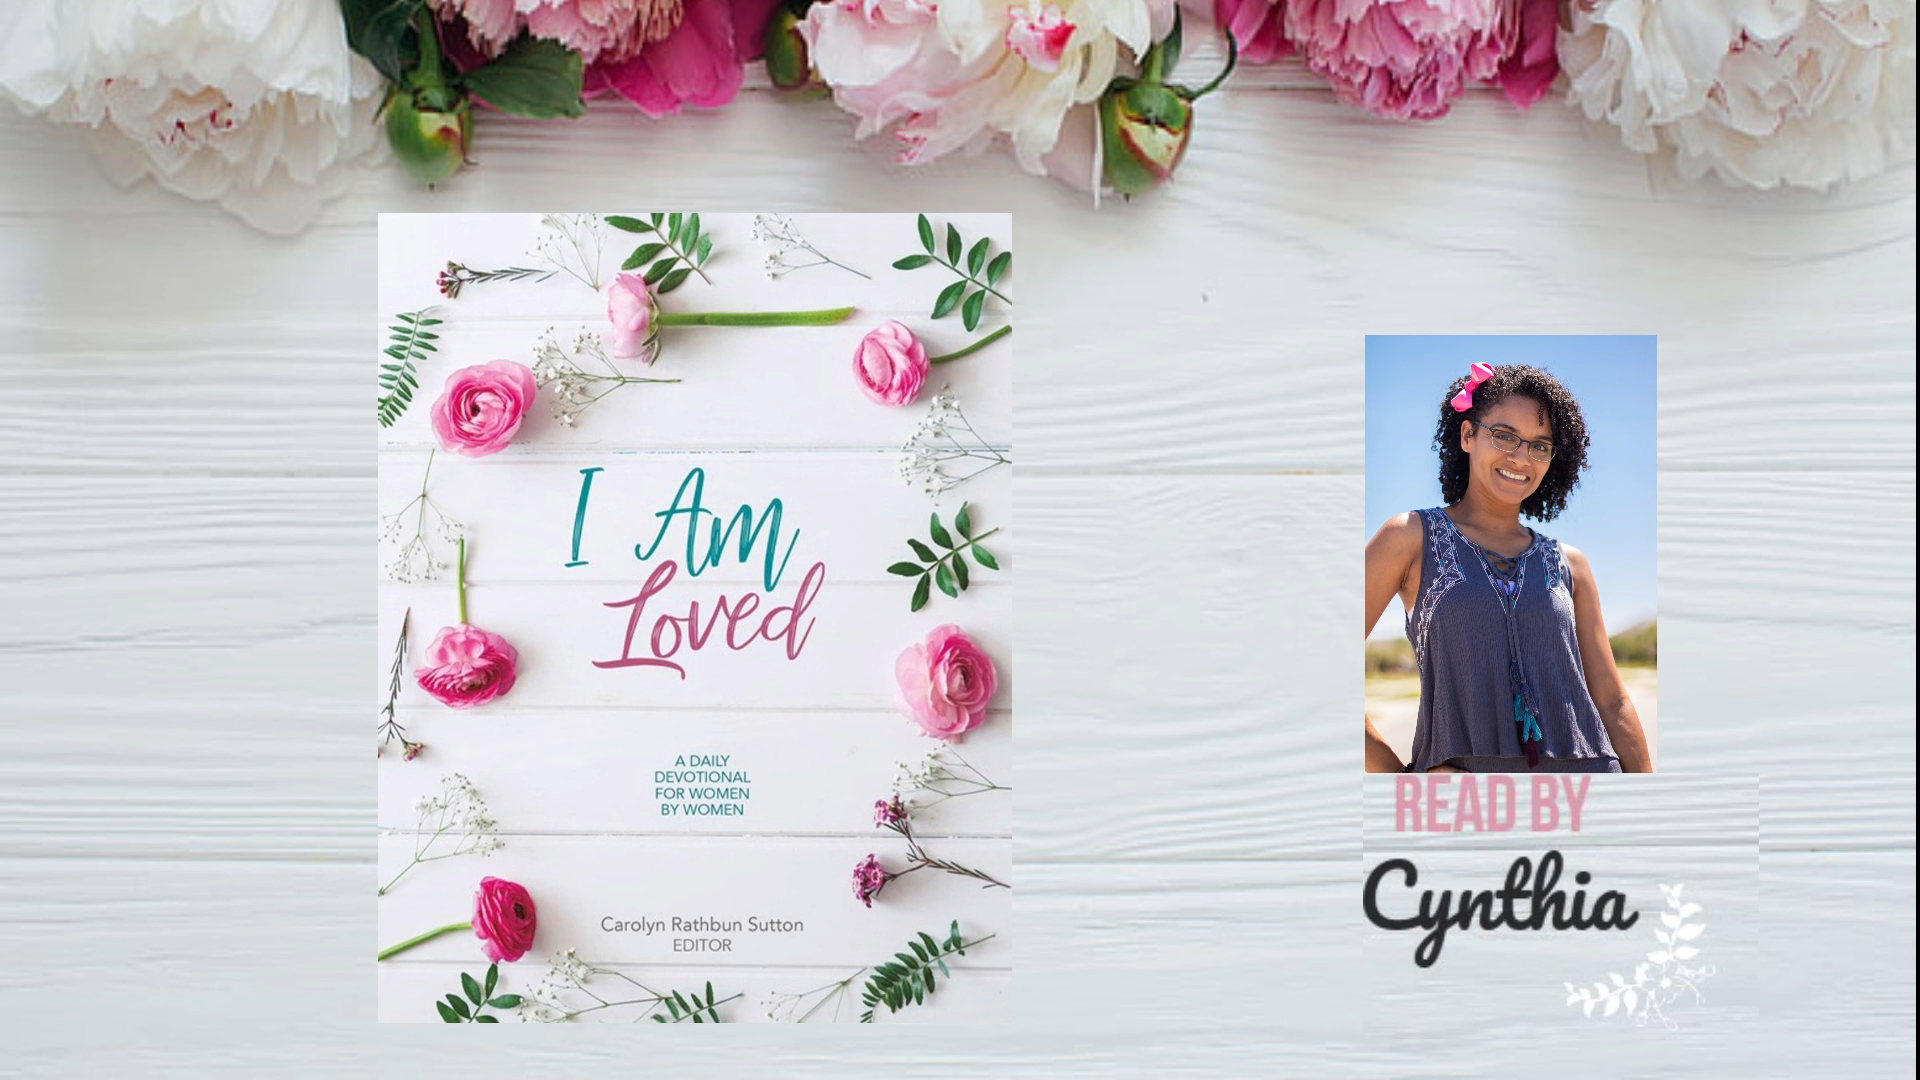 I Am
Loved
A DAILY
DEVOTIONAL
FOR WOMEN
BY WOMEN
Carolyn Rathbun Sutton
EDITOR
READ BY
Cynthia